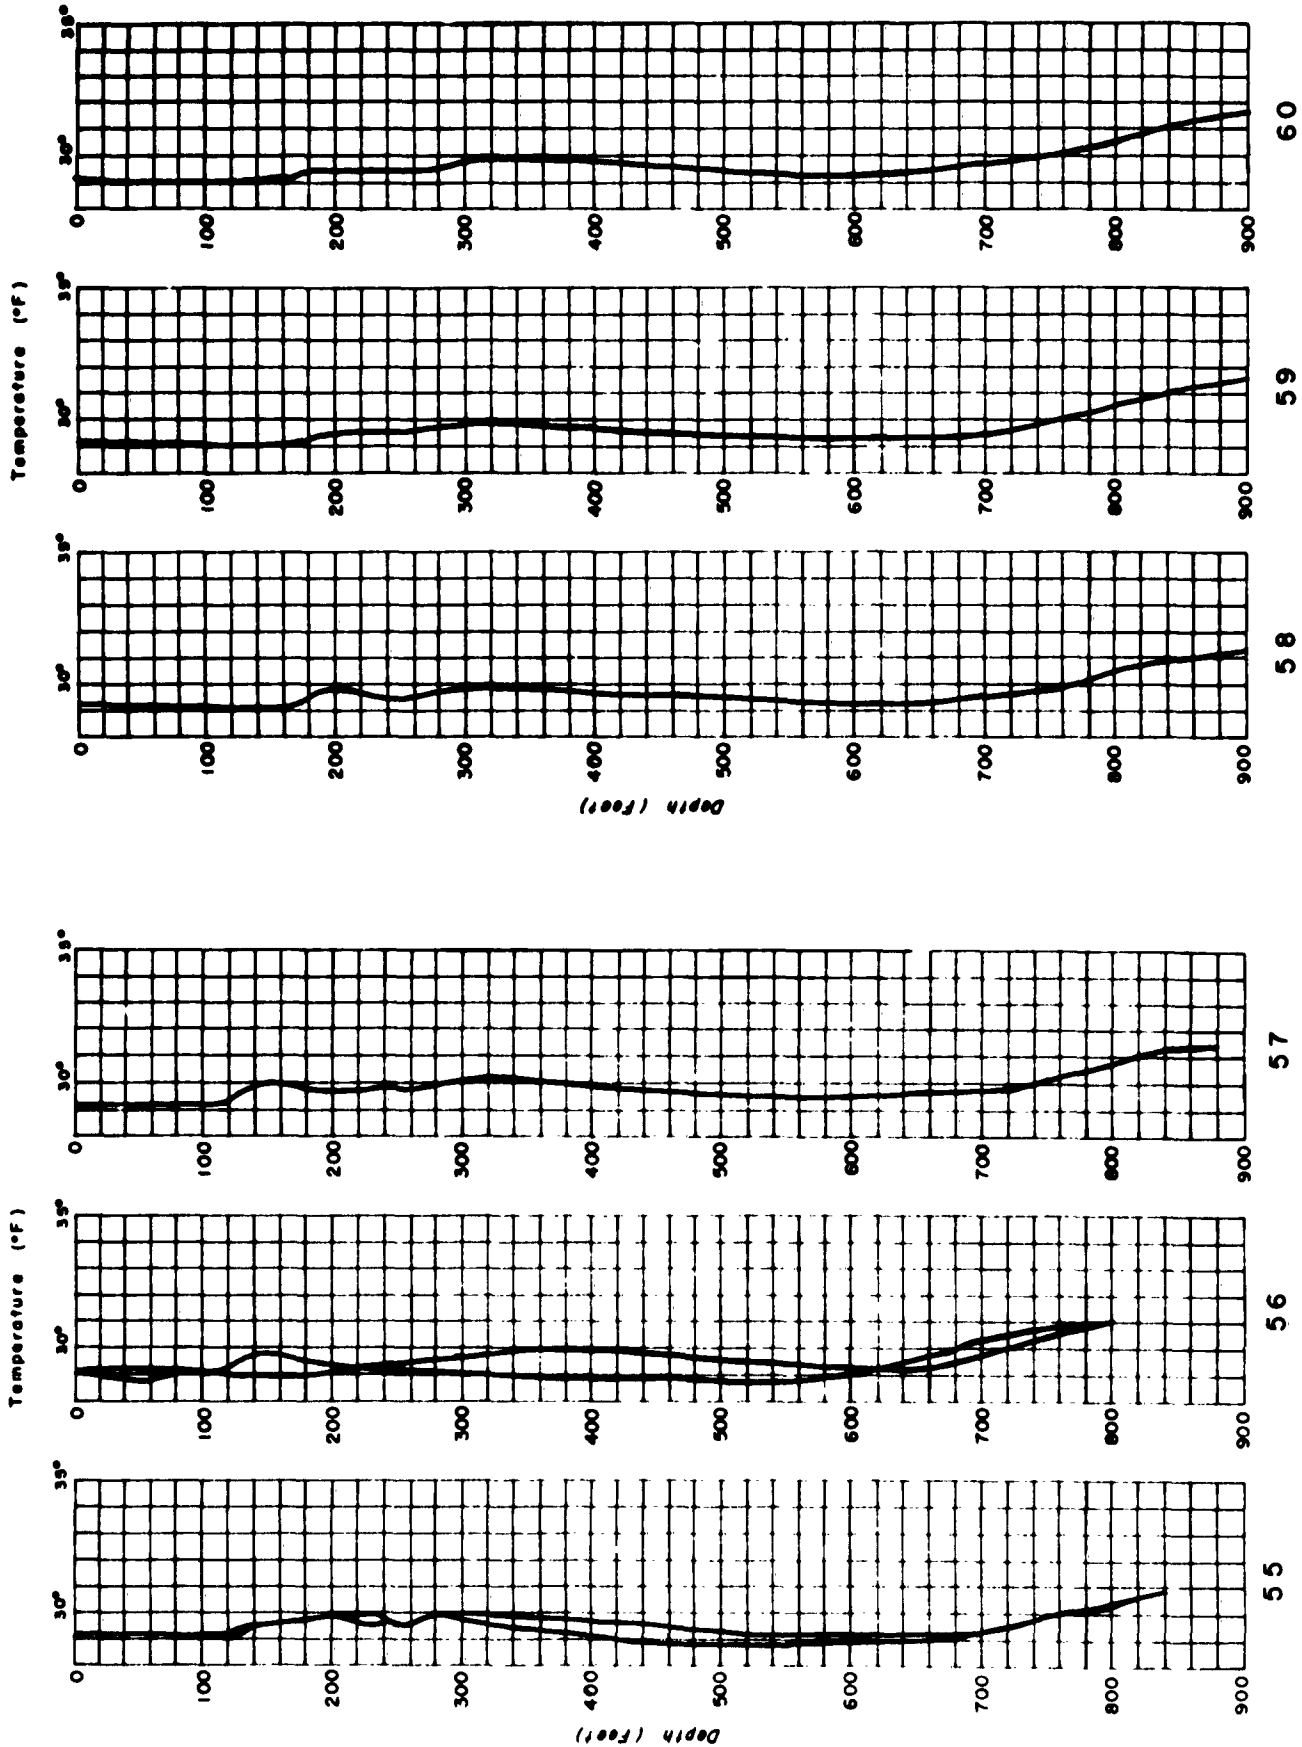 Temperature (°F)
Temperature (°F)
30° 35° 30° 35° 30° 35° 30° 35° 30° 35° 30° 35°
0 0 0 0 0 0
100 100 100 100 100 100
200 200 200 200 200 200
300 300 300 300 300 300
400 400 400 400 400 400
Depth (Feet)
Depth (Feet)
500 500 500 500 500 500
600 600 600 600 600 600
700 700 700 700 700 700
800 800 800 800 800 800
900 900 900 900 900 900
55 56 57 58 59 60